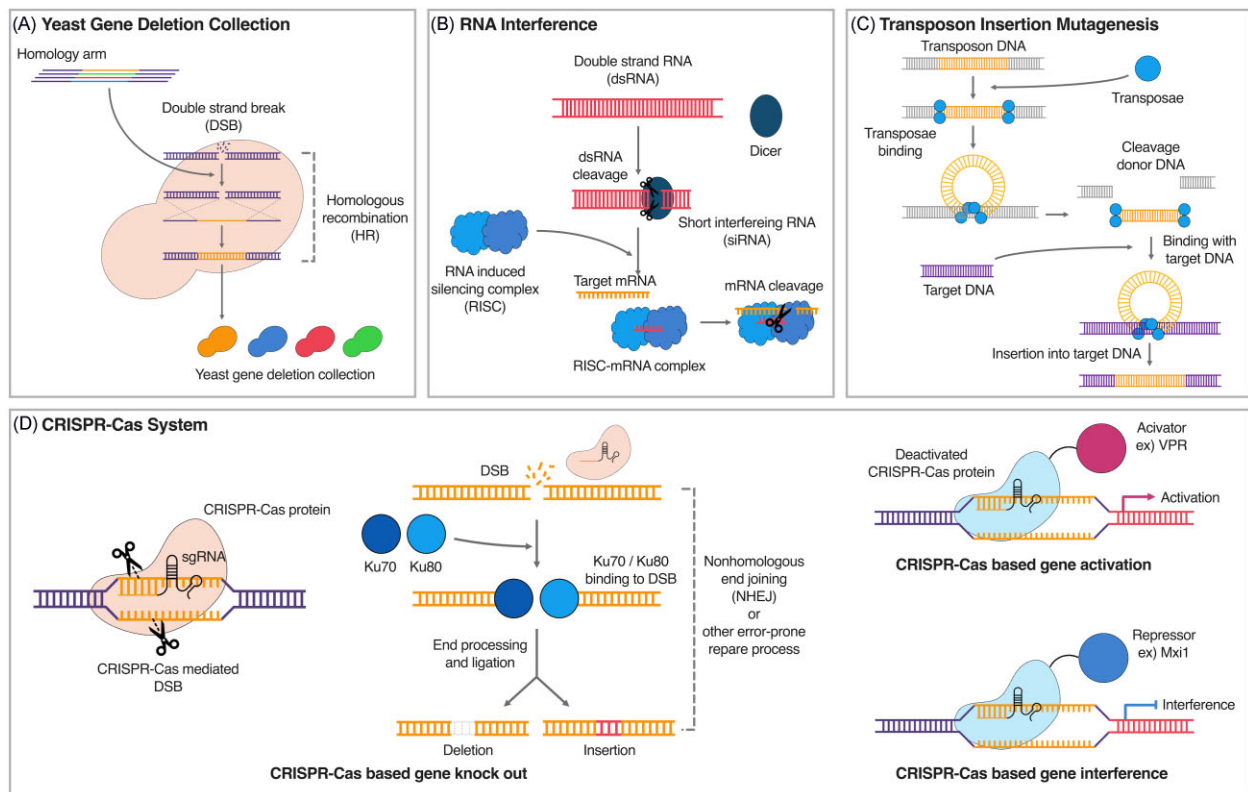 (A) Yeast Gene Deletion Collection
Homology arm
Double strand break
(DSB)
Homologous
recombination
(HR)
Yeast gene deletion collection
(B) RNA Interference
Double strand RNA
(dsRNA)
Dicer
dsRNA
cleavage
Short interfereing RNA
(siRNA)
RNA induced
silencing complex
(RISC)
Target mRNA
mRNA cleavage
RISC-mRNA complex
(C) Transposon Insertion Mutagenesis
Transposon DNA
Transposae
Transposae
binding
Cleavage
donor DNA
Binding with
target DNA
Target DNA
Insertion into target DNA
(D) CRISPR-Cas System
CRISPR-Cas protein
sgRNA
CRISPR-Cas mediated
DSB
DSB
Ku70
Ku80
Ku70 / Ku80
binding to DSB
End processing
and ligation
Nonhomologous
end joining
(NHEJ)
or
other error-prone
repare process
Deletion
Insertion
CRISPR-Cas based gene knock out
Deactivated
CRISPR-Cas protein
Acivator
ex) VPR
Activation
CRISPR-Cas based gene activation
Repressor
ex) Mxi1
Interference
CRISPR-Cas based gene interference